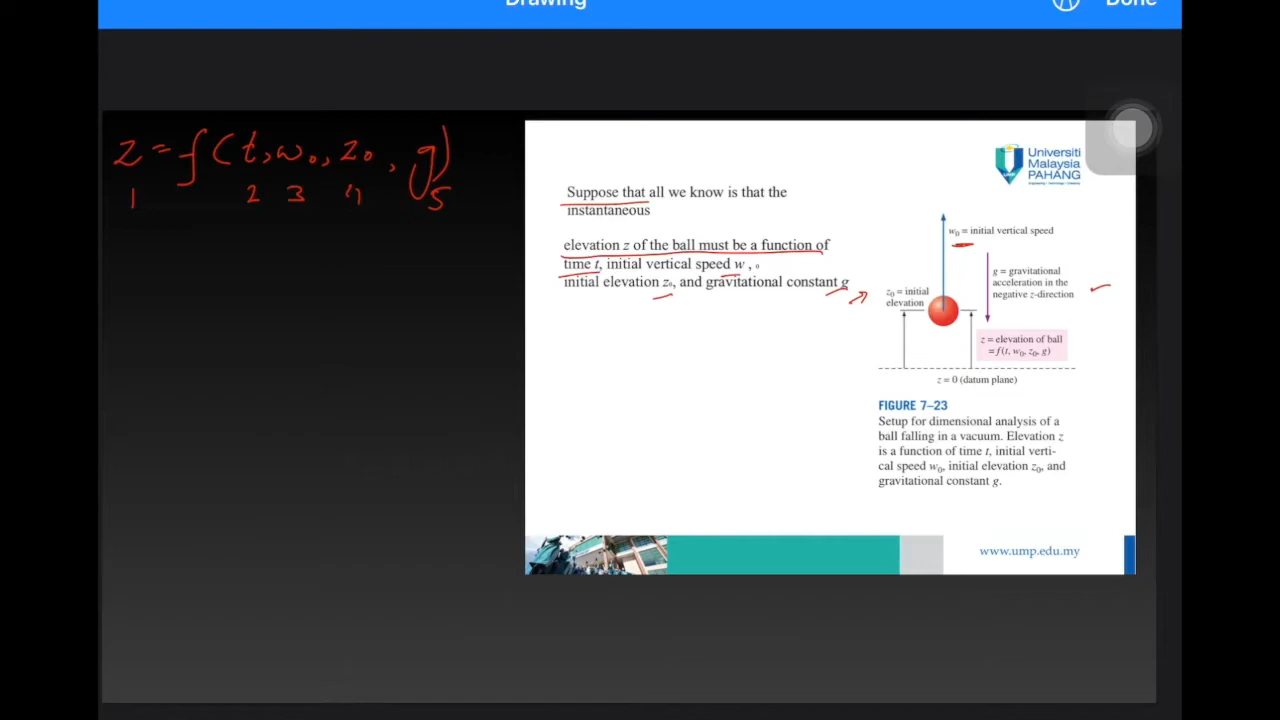 Drawing
Done
z = f (t, w₀, z₀, g)
1 2 3 4 5
Universiti
Malaysia
PAHANG
Suppose that all we know is that the
instantaneous
elevation z of the ball must be a function of
time t, initial vertical speed w , ₀
initial elevation z₀, and gravitational constant g
w₀ = initial vertical speed
g = gravitational
acceleration in the
negative z-direction
z₀ = initial
elevation
z = elevation of ball
= f(t, w₀, z₀, g)
z = 0 (datum plane)
FIGURE 7–23
Setup for dimensional analysis of a
ball falling in a vacuum. Elevation z
is a function of time t, initial verti-
cal speed w₀, initial elevation z₀, and
gravitational constant g.
www.ump.edu.my